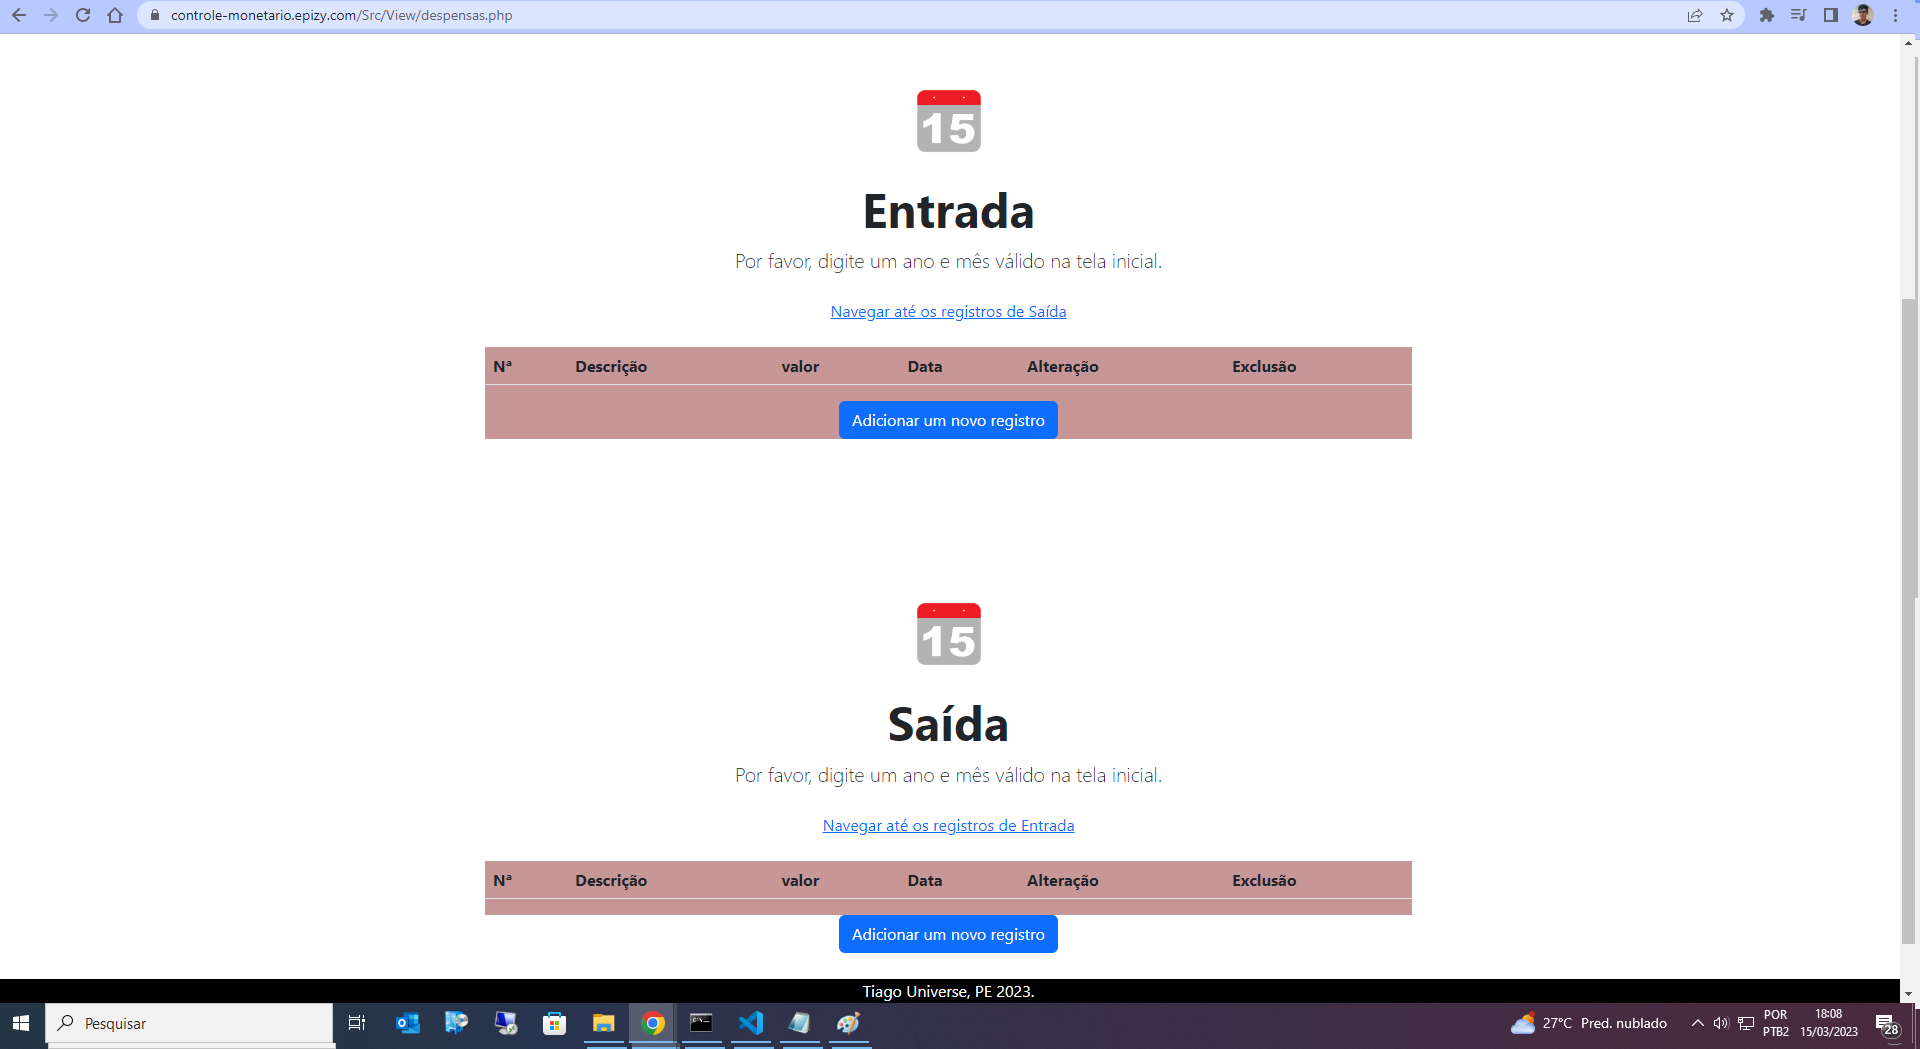 controle-monetario.epizy.com/Src/View/despensas.php
15
Entrada
Por favor, digite um ano e mês válido na tela inicial.
Navegar até os registros de Saída
Nª Descrição valor Data Alteração Exclusão
Adicionar um novo registro
15
Saída
Por favor, digite um ano e mês válido na tela inicial.
Navegar até os registros de Entrada
Nª Descrição valor Data Alteração Exclusão
Adicionar um novo registro
Tiago Universe, PE 2023.
Pesquisar
27°C Pred. nublado
POR
PTB2
18:08
15/03/2023
28